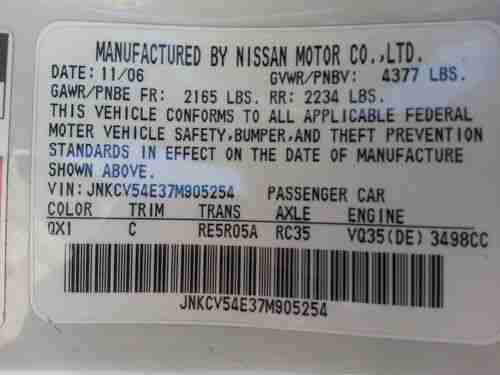 MANUFACTURED BY NISSAN MOTOR CO.,LTD.
DATE: 11/06 GVWR/PNBV: 4377 LBS.
GAWR/PNBE FR: 2165 LBS. RR: 2234 LBS.
THIS VEHICLE CONFORMS TO ALL APPLICABLE FEDERAL
MOTER VEHICLE SAFETY,BUMPER,AND THEFT PREVENTION
STANDARDS IN EFFECT ON THE DATE OF MANUFACTURE
SHOWN ABOVE.
VIN: JNKCV54E37M905254 PASSENGER CAR
COLOR TRIM TRANS AXLE ENGINE
QX1 C RE5R05A RC35 VQ35(DE) 3498CC
JNKCV54E37M905254